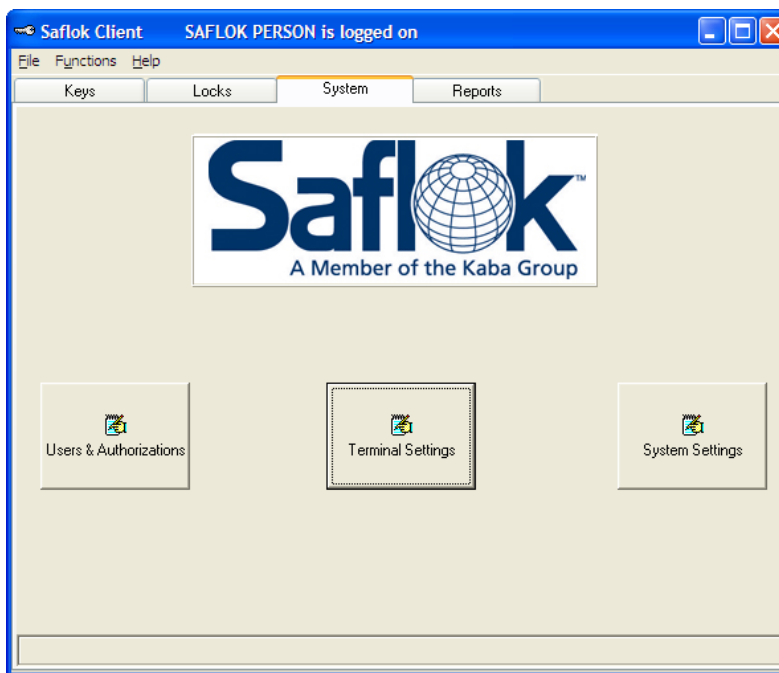 Saflok Client SAFLOK PERSON is logged on
File Functions Help
Keys Locks System Reports
Saflok™
A Member of the Kaba Group
Users & Authorizations Terminal Settings System Settings